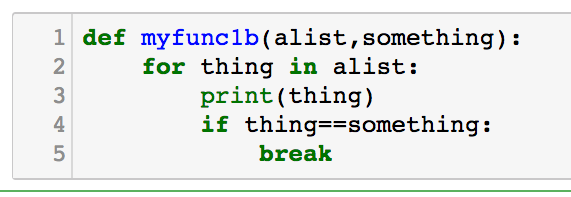 1 def myfunc1b(alist,something):
2     for thing in alist:
3         print(thing)
4         if thing==something:
5             break